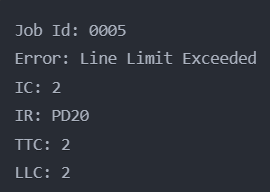 Job Id: 0005
Error: Line Limit Exceeded
IC: 2
IR: PD20
TTC: 2
LLC: 2